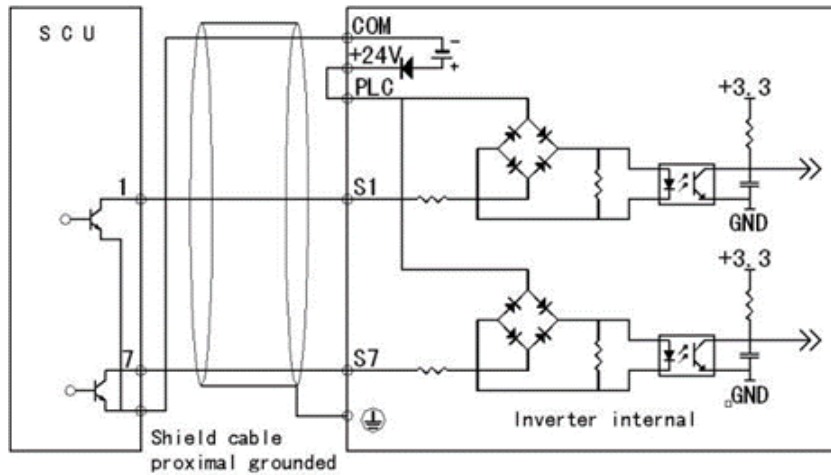 SCU
COM
+24V
PLC
-
+
+3.3
1
S1
GND
+3.3
7
S7
GND
Inverter internal
Shield cable
proximal grounded